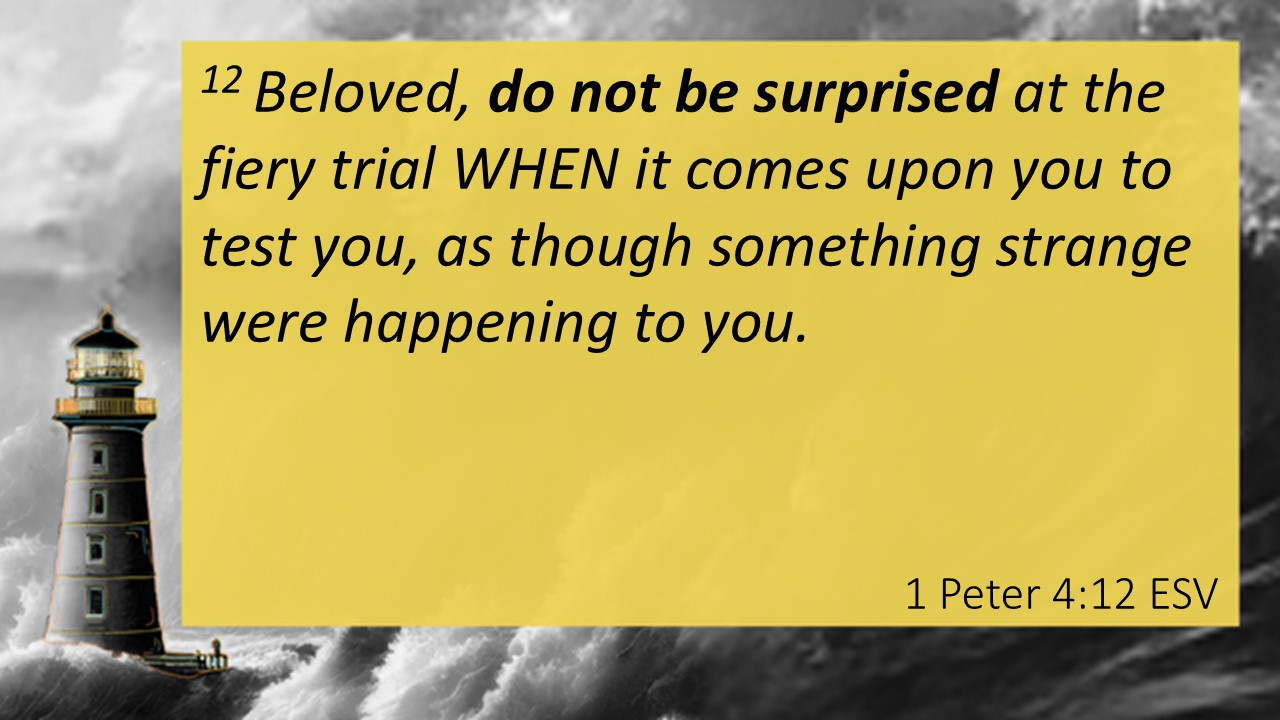 12 Beloved, do not be surprised at the
fiery trial WHEN it comes upon you to
test you, as though something strange
were happening to you.
1 Peter 4:12 ESV